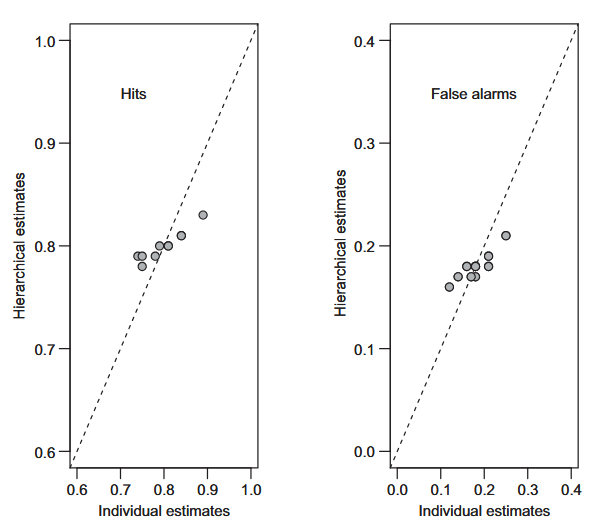 Hits
Hierarchical estimates
1.0
0.9
0.8
0.7
0.6
0.6 0.7 0.8 0.9 1.0
Individual estimates
False alarms
Hierarchical estimates
0.4
0.3
0.2
0.1
0.0
0.0 0.1 0.2 0.3 0.4
Individual estimates